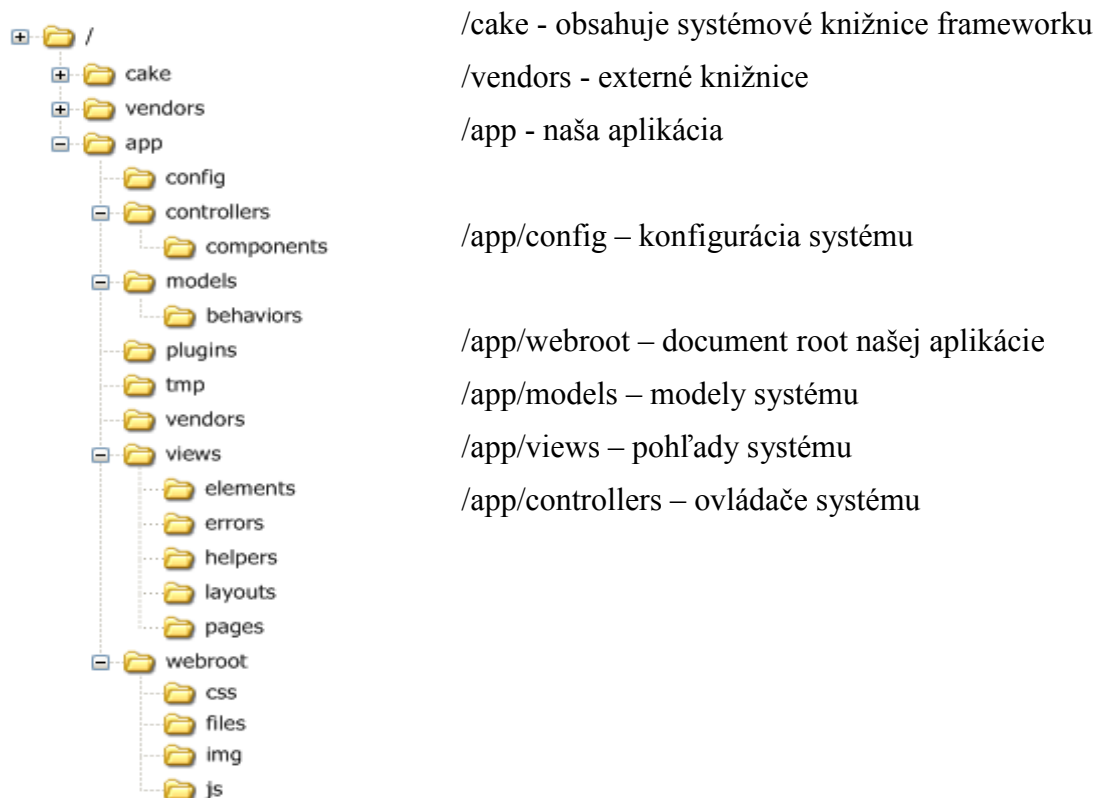 /
cake
vendors
app
config
controllers
components
models
behaviors
plugins
tmp
vendors
views
elements
errors
helpers
layouts
pages
webroot
css
files
img
js
/cake - obsahuje systémové knižnice frameworku
/vendors - externé knižnice
/app - naša aplikácia
/app/config – konfigurácia systému
/app/webroot – document root našej aplikácie
/app/models – modely systému
/app/views – pohľady systému
/app/controllers – ovládače systému